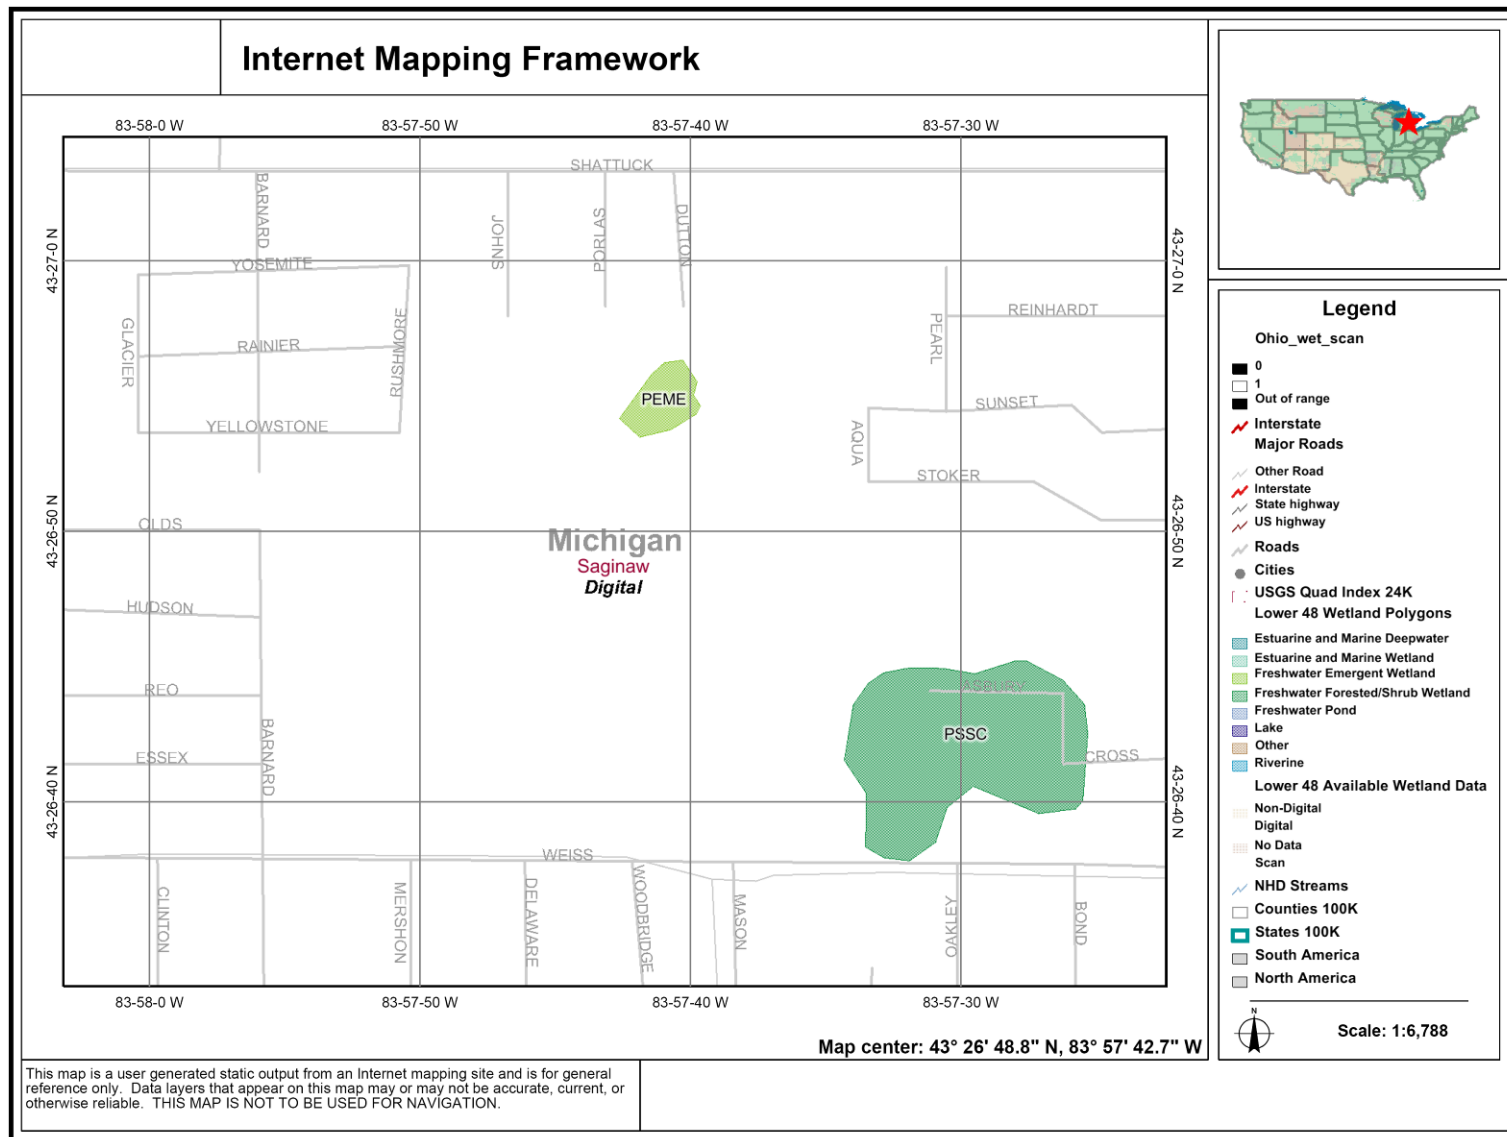 Internet Mapping Framework
83-58-0 W
83-57-50 W
83-57-40 W
83-57-30 W
SHATTUCK
BARNARD
JOHNS
PORLAS
DUTTON
43-27-0 N
43-27-0 N
YOSEMITE
GLACIER
RAINIER
RUSHMORE
YELLOWSTONE
PEARL
REINHARDT
PEME
SUNSET
AQUA
STOKER
43-26-50 N
43-26-50 N
OLDS
Michigan
Saginaw
Digital
HUDSON
REO
ASBURY
BARNARD
PSSC
ESSEX
CROSS
43-26-40 N
43-26-40 N
WEISS
CLINTON
MERSHON
DELAWARE
WOODBRIDGE
MASON
OAKLEY
BOND
83-58-0 W
83-57-50 W
83-57-40 W
83-57-30 W
Map center: 43° 26' 48.8" N, 83° 57' 42.7" W
This map is a user generated static output from an Internet mapping site and is for general
reference only. Data layers that appear on this map may or may not be accurate, current, or
otherwise reliable. THIS MAP IS NOT TO BE USED FOR NAVIGATION.
Legend
Ohio_wet_scan
0
1
Out of range
Interstate
Major Roads
Other Road
Interstate
State highway
US highway
Roads
Cities
USGS Quad Index 24K
Lower 48 Wetland Polygons
Estuarine and Marine Deepwater
Estuarine and Marine Wetland
Freshwater Emergent Wetland
Freshwater Forested/Shrub Wetland
Freshwater Pond
Lake
Other
Riverine
Lower 48 Available Wetland Data
Non-Digital
Digital
No Data
Scan
NHD Streams
Counties 100K
States 100K
South America
North America
N
Scale: 1:6,788